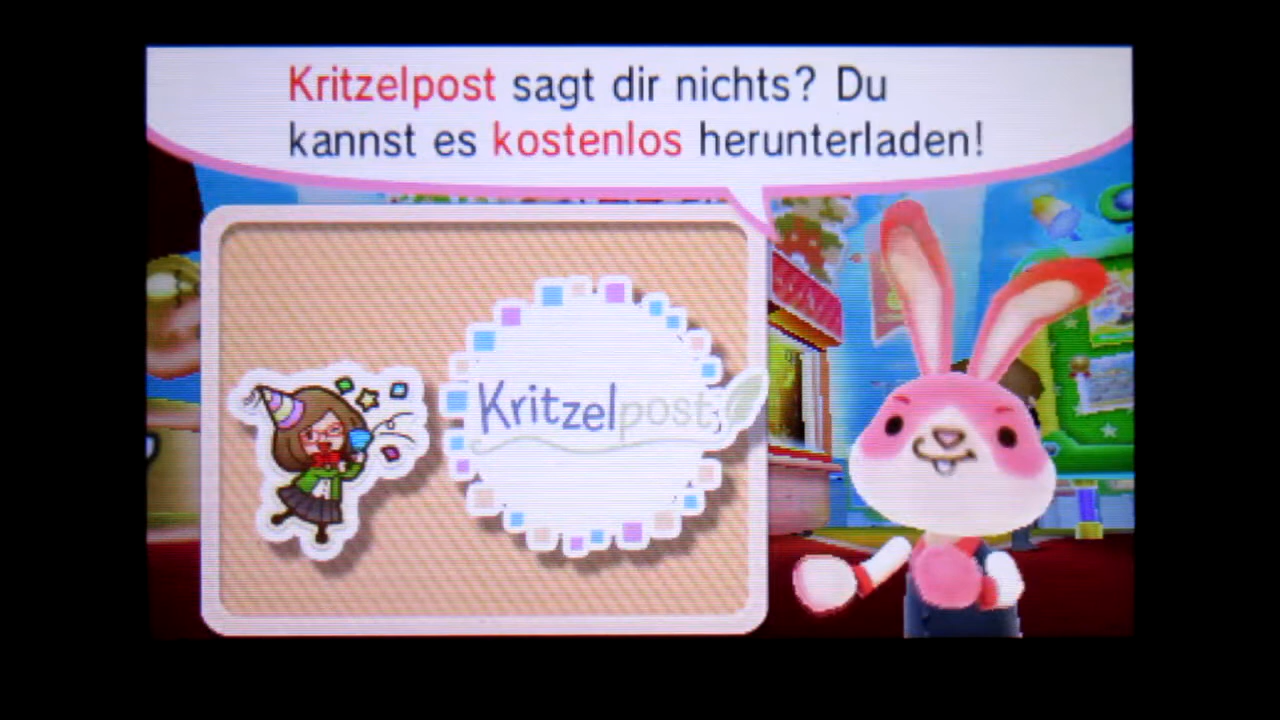 Kritzelpost sagt dir nichts? Du
kannst es kostenlos herunterladen!
Kritzelpost